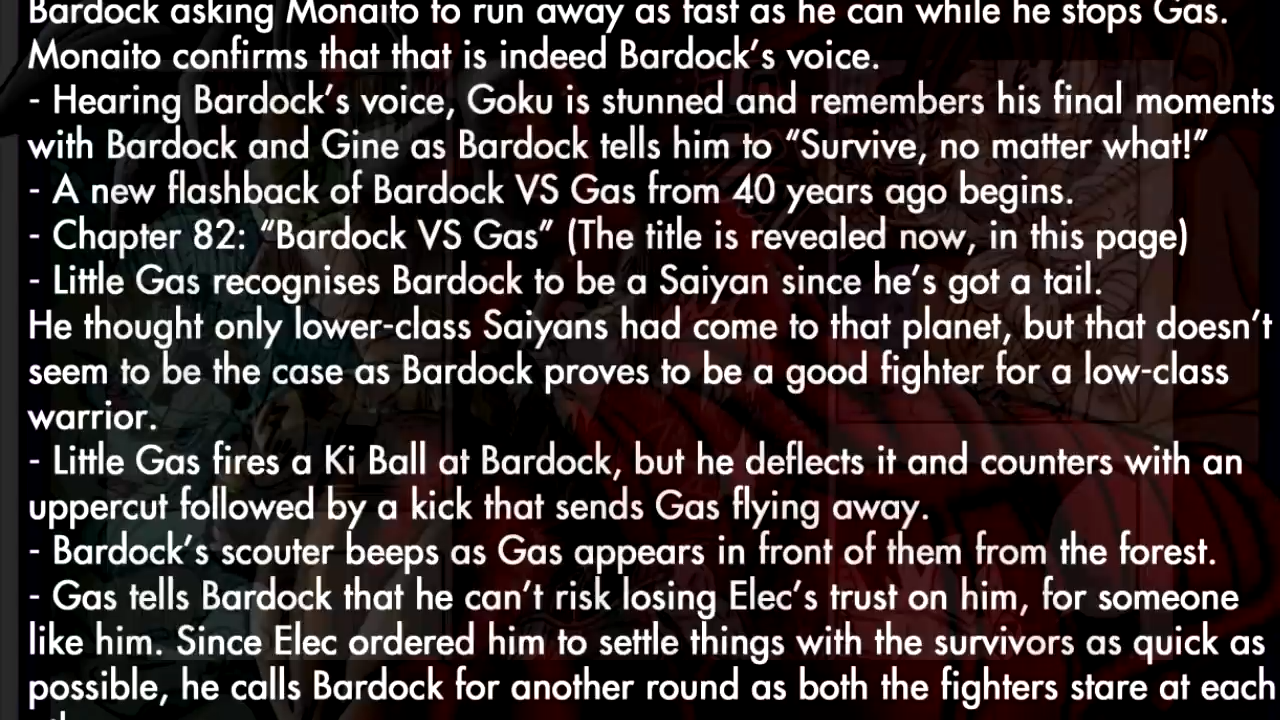 Bardock asking Monaito to run away as fast as he can while he stops Gas.
Monaito confirms that that is indeed Bardock's voice.
- Hearing Bardock's voice, Goku is stunned and remembers his final moments
with Bardock and Gine as Bardock tells him to “Survive, no matter what!”
- A new flashback of Bardock VS Gas from 40 years ago begins.
- Chapter 82: “Bardock VS Gas” (The title is revealed now, in this page)
- Little Gas recognises Bardock to be a Saiyan since he's got a tail.
He thought only lower-class Saiyans had come to that planet, but that doesn't
seem to be the case as Bardock proves to be a good fighter for a low-class
warrior.
- Little Gas fires a Ki Ball at Bardock, but he deflects it and counters with an
uppercut followed by a kick that sends Gas flying away.
- Bardock's scouter beeps as Gas appears in front of them from the forest.
- Gas tells Bardock that he can't risk losing Elec's trust on him, for someone
like him. Since Elec ordered him to settle things with the survivors as quick as
possible, he calls Bardock for another round as both the fighters stare at each